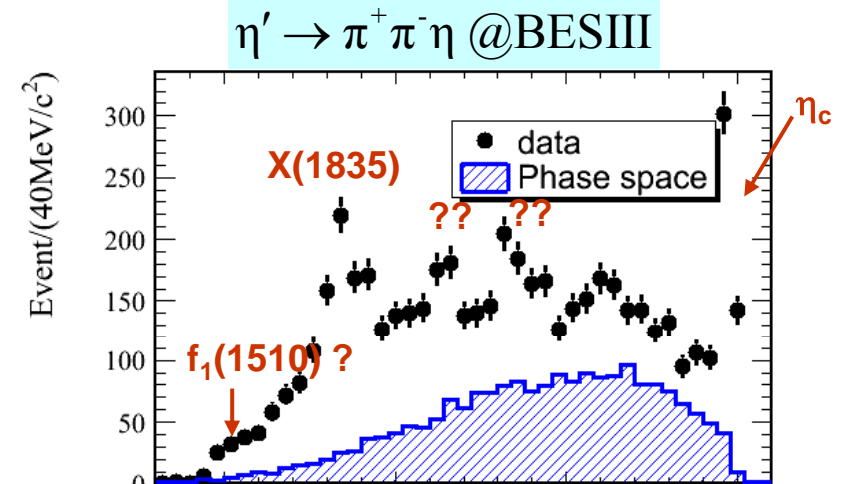 η′ → π⁺π⁻η @BESIII
Event/(40MeV/c²)
300
250
200
150
100
50
0
data
Phase space
X(1835)
??
??
ηc
f₁(1510) ?